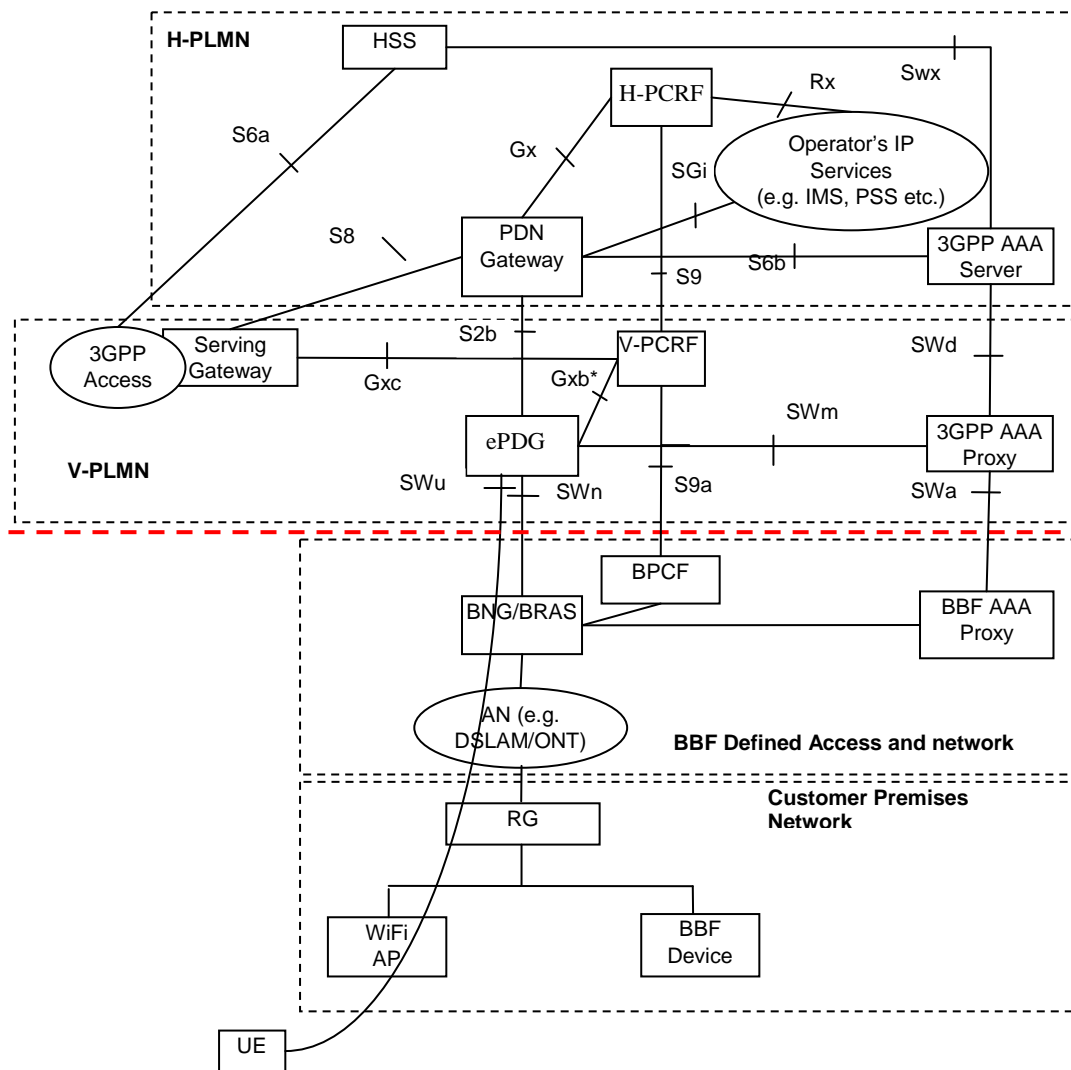 H-PLMN
HSS
Swx
H-PCRF
Rx
S6a
Gx
Operator's IP
Services
(e.g. IMS, PSS etc.)
SGi
S8
PDN
Gateway
S9
S6b
3GPP AAA
Server
3GPP
Access
Serving
Gateway
S2b
V-PCRF
SWd
Gxc
Gxb*
SWm
ePDG
3GPP AAA
Proxy
V-PLMN
SWu
SWn
S9a
SWa
BPCF
BNG/BRAS
BBF AAA
Proxy
AN (e.g.
DSLAM/ONT)
BBF Defined Access and network
Customer Premises
Network
RG
WiFi
AP
BBF
Device
UE